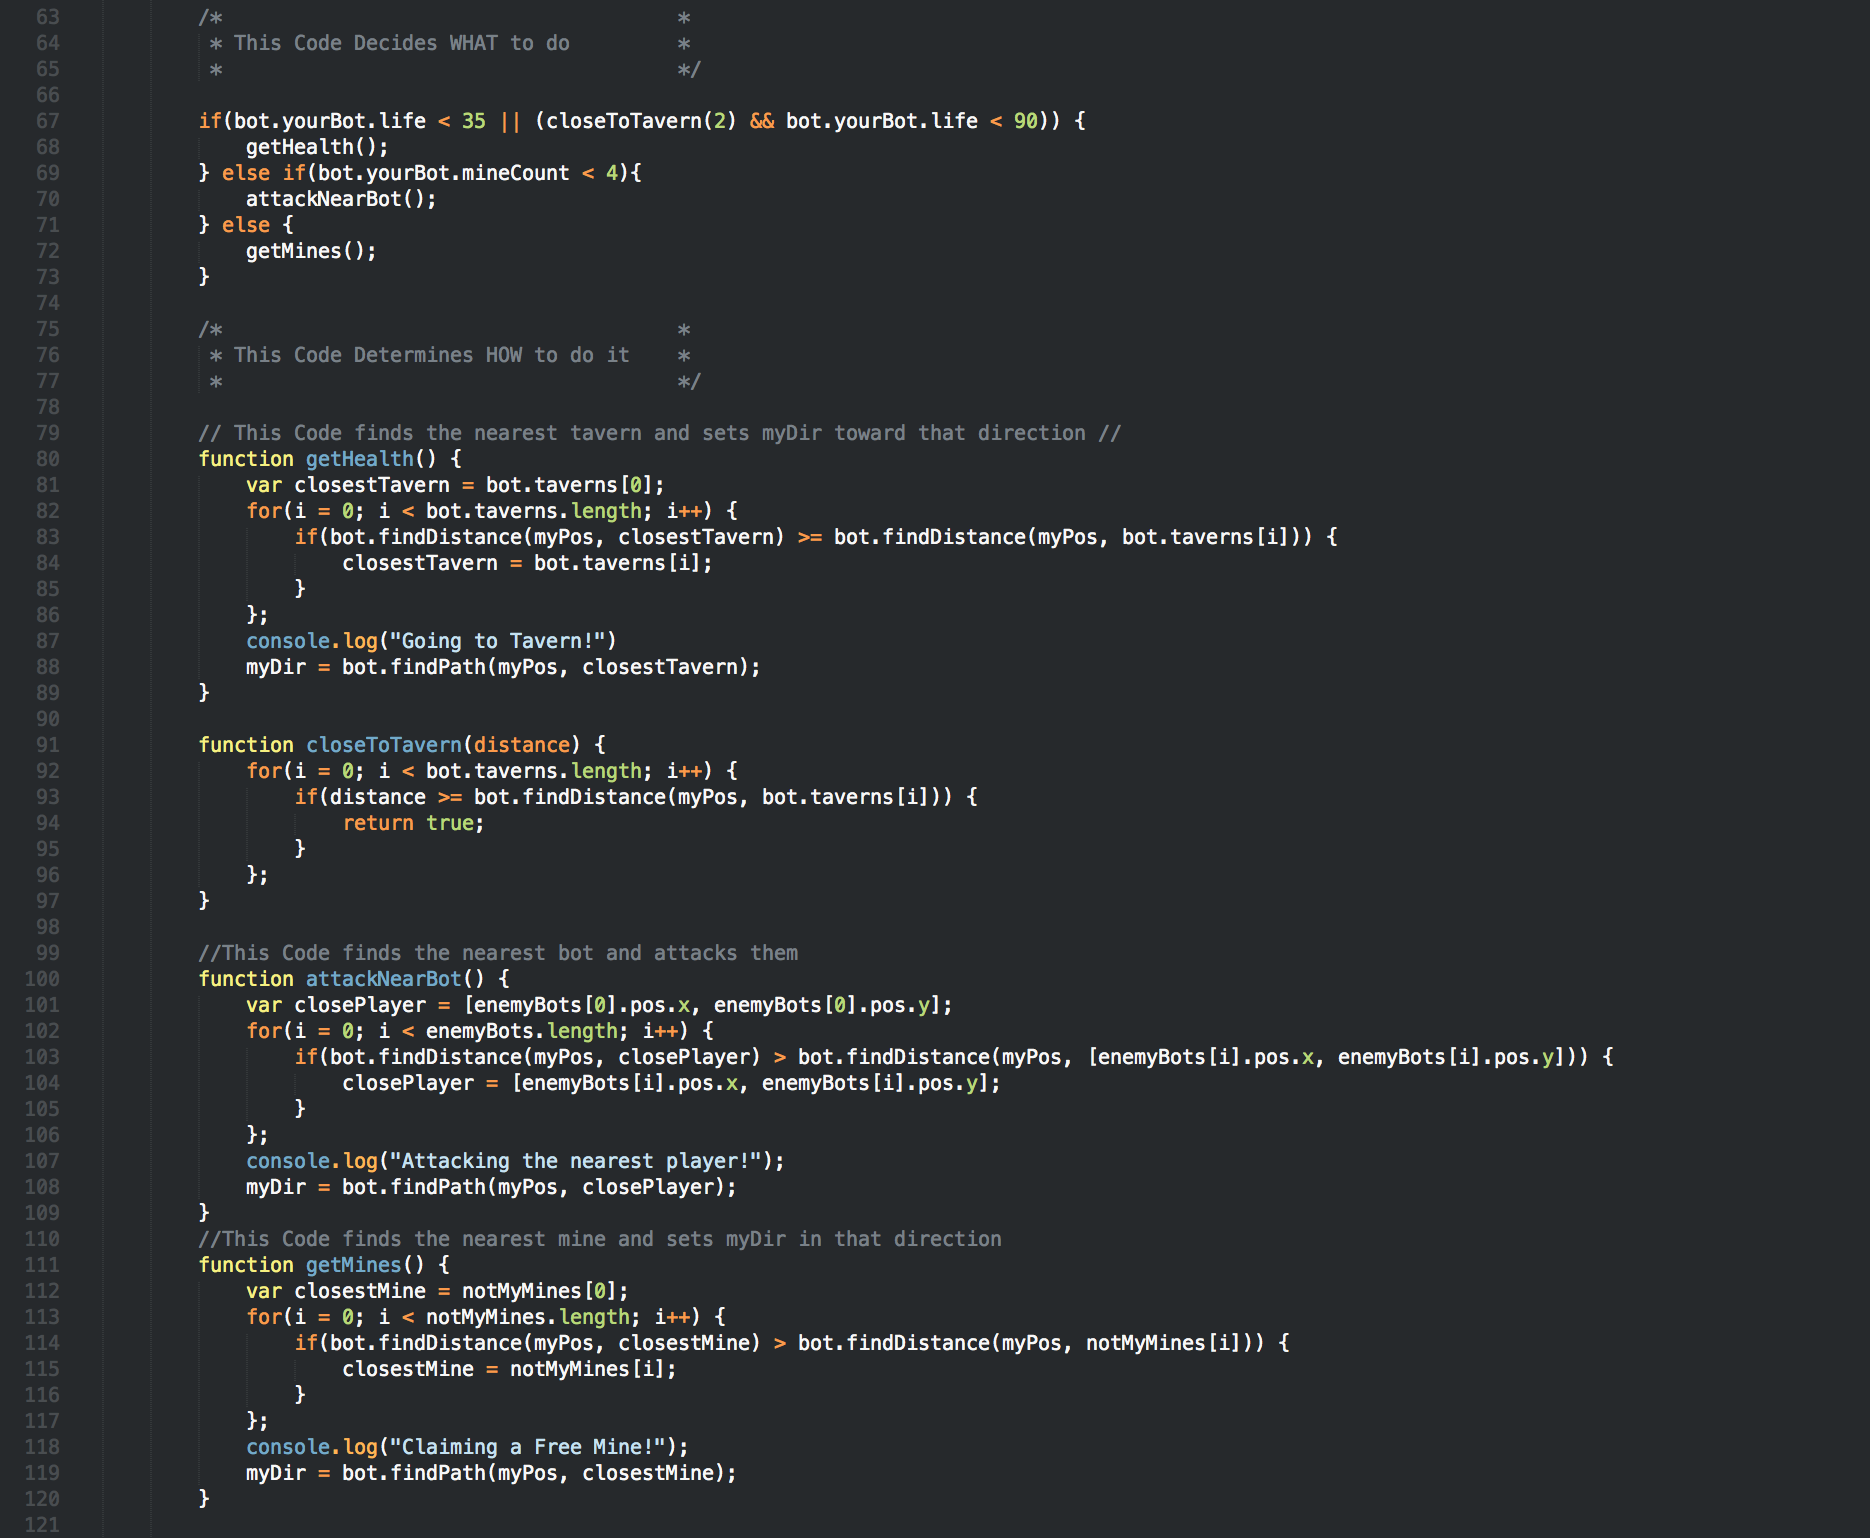 63 /* *
64 * This Code Decides WHAT to do *
65 * */
66
67 if(bot.yourBot.life < 35 || (closeToTavern(2) && bot.yourBot.life < 90)) {
68 getHealth();
69 } else if(bot.yourBot.mineCount < 4){
70 attackNearBot();
71 } else {
72 getMines();
73 }
74
75 /* *
76 * This Code Determines HOW to do it *
77 * */
78
79 // This Code finds the nearest tavern and sets myDir toward that direction //
80 function getHealth() {
81 var closestTavern = bot.taverns[0];
82 for(i = 0; i < bot.taverns.length; i++) {
83 if(bot.findDistance(myPos, closestTavern) >= bot.findDistance(myPos, bot.taverns[i])) {
84 closestTavern = bot.taverns[i];
85 }
86 };
87 console.log("Going to Tavern!")
88 myDir = bot.findPath(myPos, closestTavern);
89 }
90
91 function closeToTavern(distance) {
92 for(i = 0; i < bot.taverns.length; i++) {
93 if(distance >= bot.findDistance(myPos, bot.taverns[i])) {
94 return true;
95 }
96 };
97 }
98
99 //This Code finds the nearest bot and attacks them
100 function attackNearBot() {
101 var closePlayer = [enemyBots[0].pos.x, enemyBots[0].pos.y];
102 for(i = 0; i < enemyBots.length; i++) {
103 if(bot.findDistance(myPos, closePlayer) > bot.findDistance(myPos, [enemyBots[i].pos.x, enemyBots[i].pos.y])) {
104 closePlayer = [enemyBots[i].pos.x, enemyBots[i].pos.y];
105 }
106 };
107 console.log("Attacking the nearest player!");
108 myDir = bot.findPath(myPos, closePlayer);
109 }
110 //This Code finds the nearest mine and sets myDir in that direction
111 function getMines() {
112 var closestMine = notMyMines[0];
113 for(i = 0; i < notMyMines.length; i++) {
114 if(bot.findDistance(myPos, closestMine) > bot.findDistance(myPos, notMyMines[i])) {
115 closestMine = notMyMines[i];
116 }
117 };
118 console.log("Claiming a Free Mine!");
119 myDir = bot.findPath(myPos, closestMine);
120 }
121